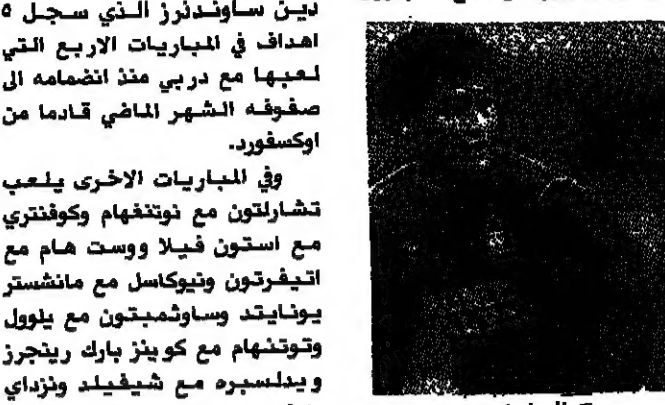 دين ساوندرز الذي سجل ٥
اهداف في المباريات الاربع التي
لعبها مع دربي منذ انضمامه الى
صفوفه الشهر الماضي قادما من
اوكسفورد.
وفي المباريات الاخرى يلعب
تشارلتون مع نوتنغهام وكوفنتري
مع استون فيلا ووست هام مع
اتيفرتون ونيوكاسل مع مانشستر
يونايتد وساوثمبتون مع يلوول
وتوتنهام مع كوينز بارك رينجرز
ويدلسبره مع شيفيلد ونزداي